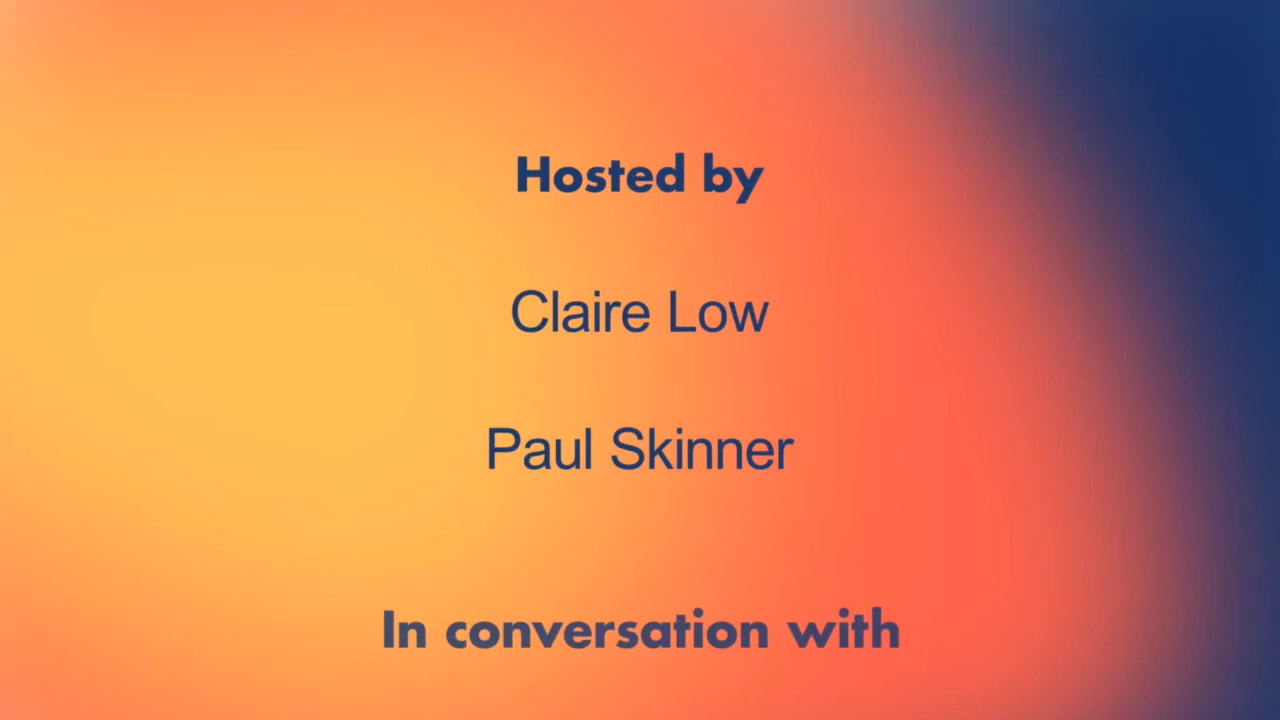 Hosted by
Claire Low
Paul Skinner
In conversation with